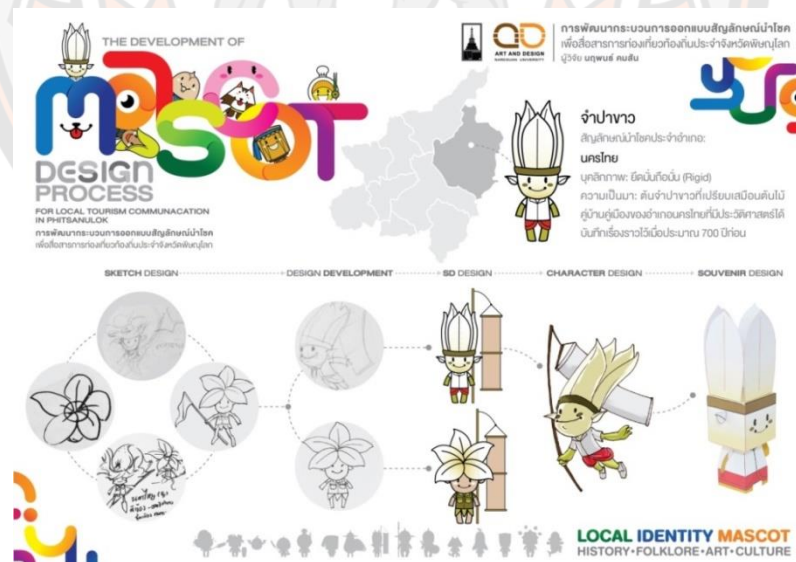 THE DEVELOPMENT OF
mascot
DESIGN
PROCESS
FOR LOCAL TOURISM COMMUNACATION
IN PHITSANULOK
การพัฒนากระบวนการออกแบบสัญลักษณ์นำโชค
เพื่อสื่อสารการท่องเที่ยวท้องถิ่นประจำจังหวัดพิษณุโลก
ART AND DESIGN
NARESUAN UNIVERSITY
การพัฒนากระบวนการออกแบบสัญลักษณ์นำโชค
เพื่อสื่อสารการท่องเที่ยวท้องถิ่นประจำจังหวัดพิษณุโลก
ผู้วิจัย นฤพนธ์ คมสัน
จำปาขาว
สัญลักษณ์นำโชคประจำอำเภอ:
นครไทย
บุคลิกภาพ: ยึดมั่นถือมั่น (Rigid)
ความเป็นมา: ต้นจำปาขาวที่เปรียบเสมือนต้นไม้
คู่บ้านคู่เมืองของอำเภอนครไทยที่มีประวัติศาสตร์ได้
บันทึกเรื่องราวไว้เมื่อประมาณ 700 ปีก่อน
SKETCH DESIGN
DESIGN DEVELOPMENT
SD DESIGN
CHARACTER DESIGN
SOUVENIR DESIGN
LOCAL IDENTITY MASCOT
HISTORY•FOLKLORE•ART•CULTURE